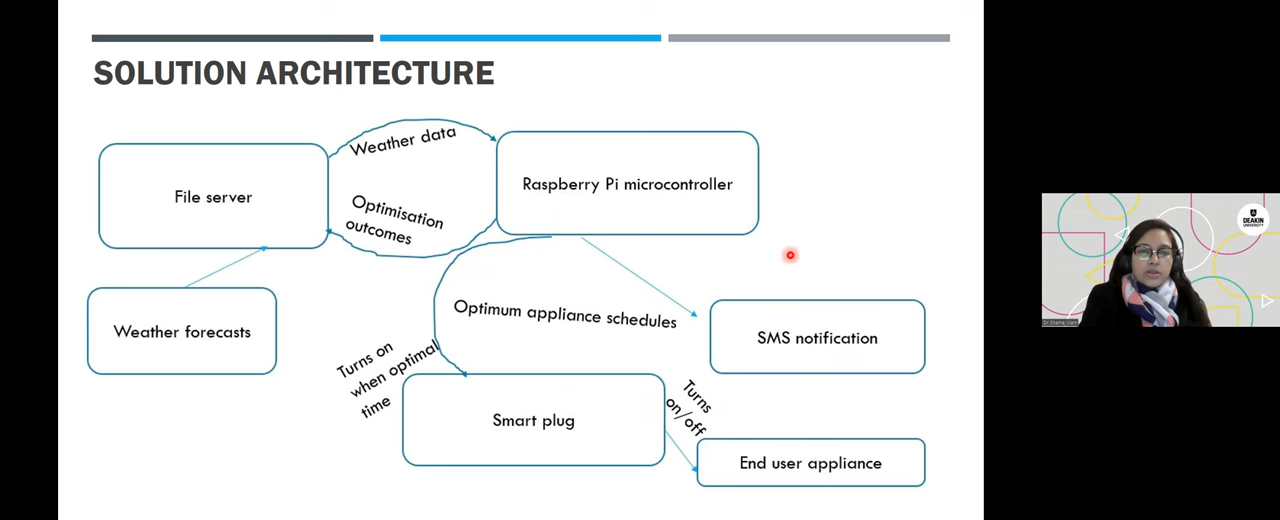 SOLUTION ARCHITECTURE
Weather data
File server
Raspberry Pi microcontroller
Optimisation
outcomes
Weather forecasts
Optimum appliance schedules
SMS notification
Turns on
when optimal
time
Smart plug
Turns
on/off
End user appliance
DEAKIN
UNIVERSITY